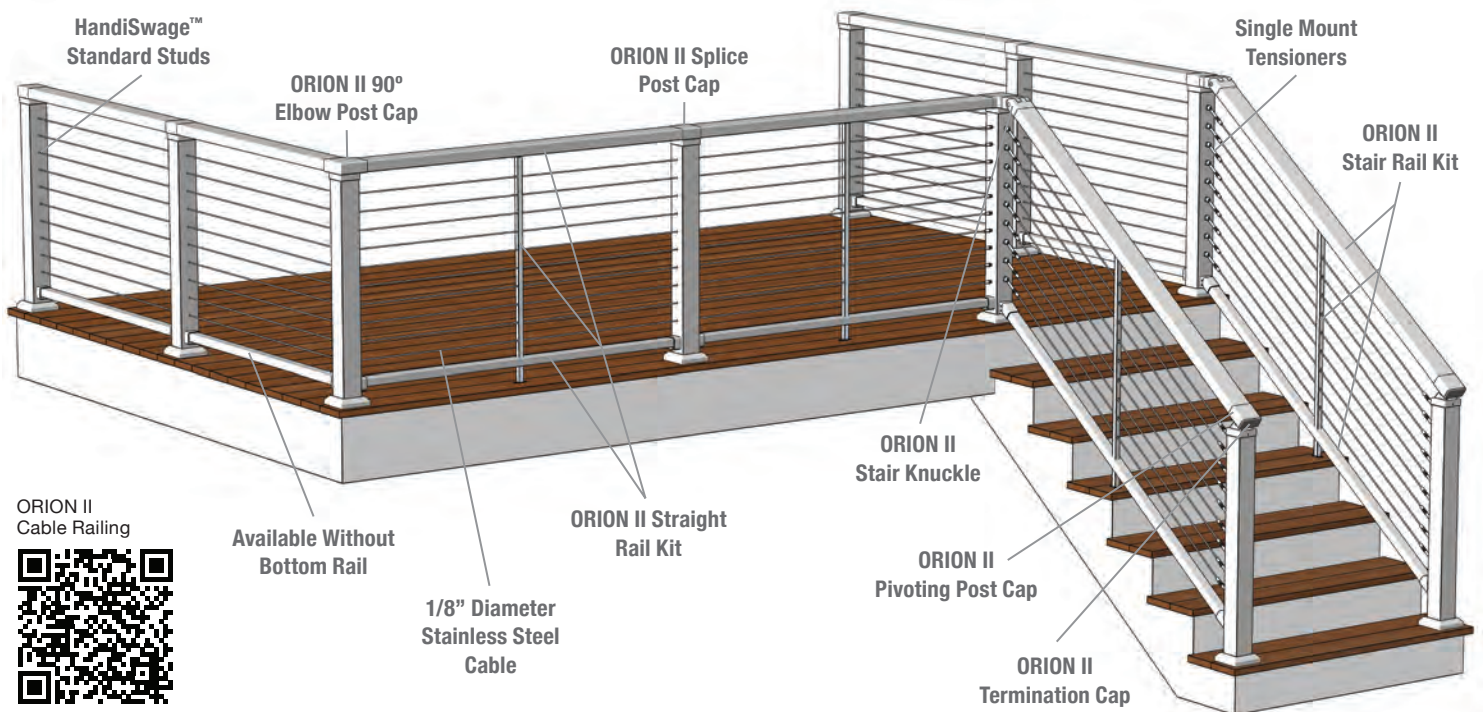 HandiSwage™
Standard Studs
ORION II 90º
Elbow Post Cap
ORION II Splice
Post Cap
Single Mount
Tensioners
ORION II
Stair Rail Kit
ORION II
Stair Knuckle
ORION II
Cable Railing
Available Without
Bottom Rail
ORION II Straight
Rail Kit
1/8” Diameter
Stainless Steel
Cable
ORION II
Pivoting Post Cap
ORION II
Termination Cap